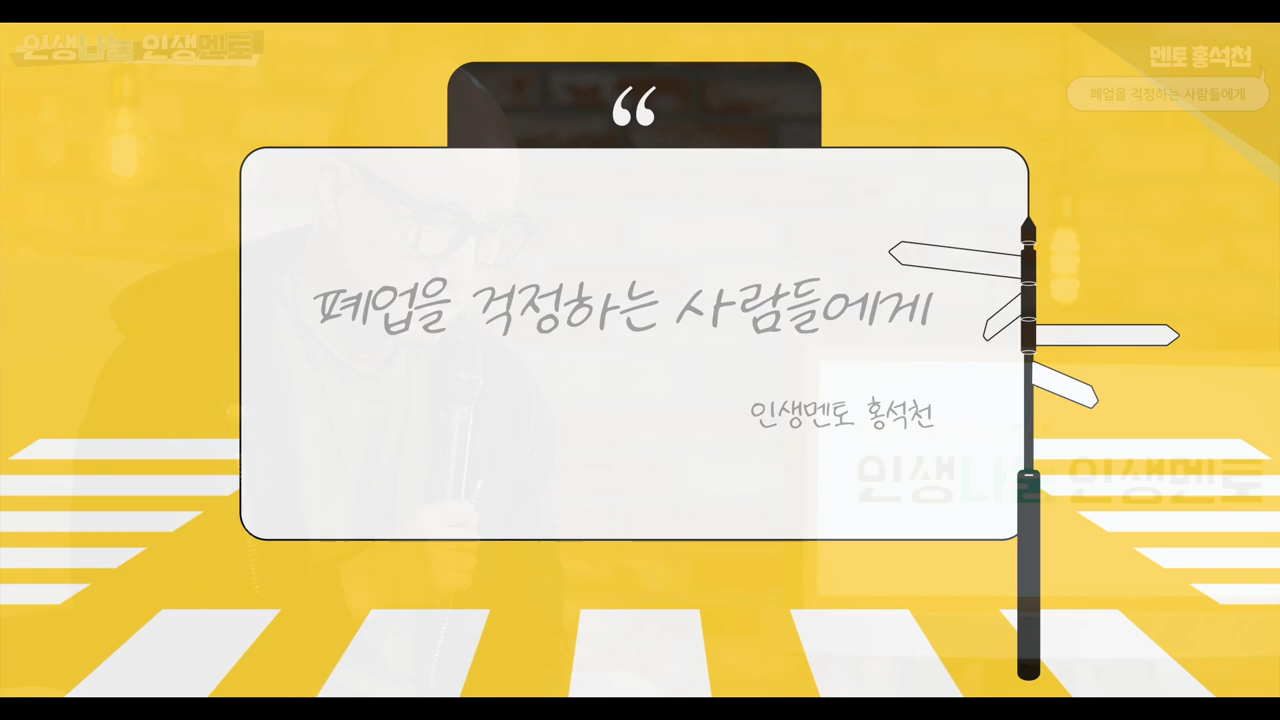 인생나눔 인생멘토
멘토 홍석천
폐업을 걱정하는 사람들에게
“
폐업을 걱정하는 사람들에게
인생멘토 홍석천
인생나눔 인생멘토